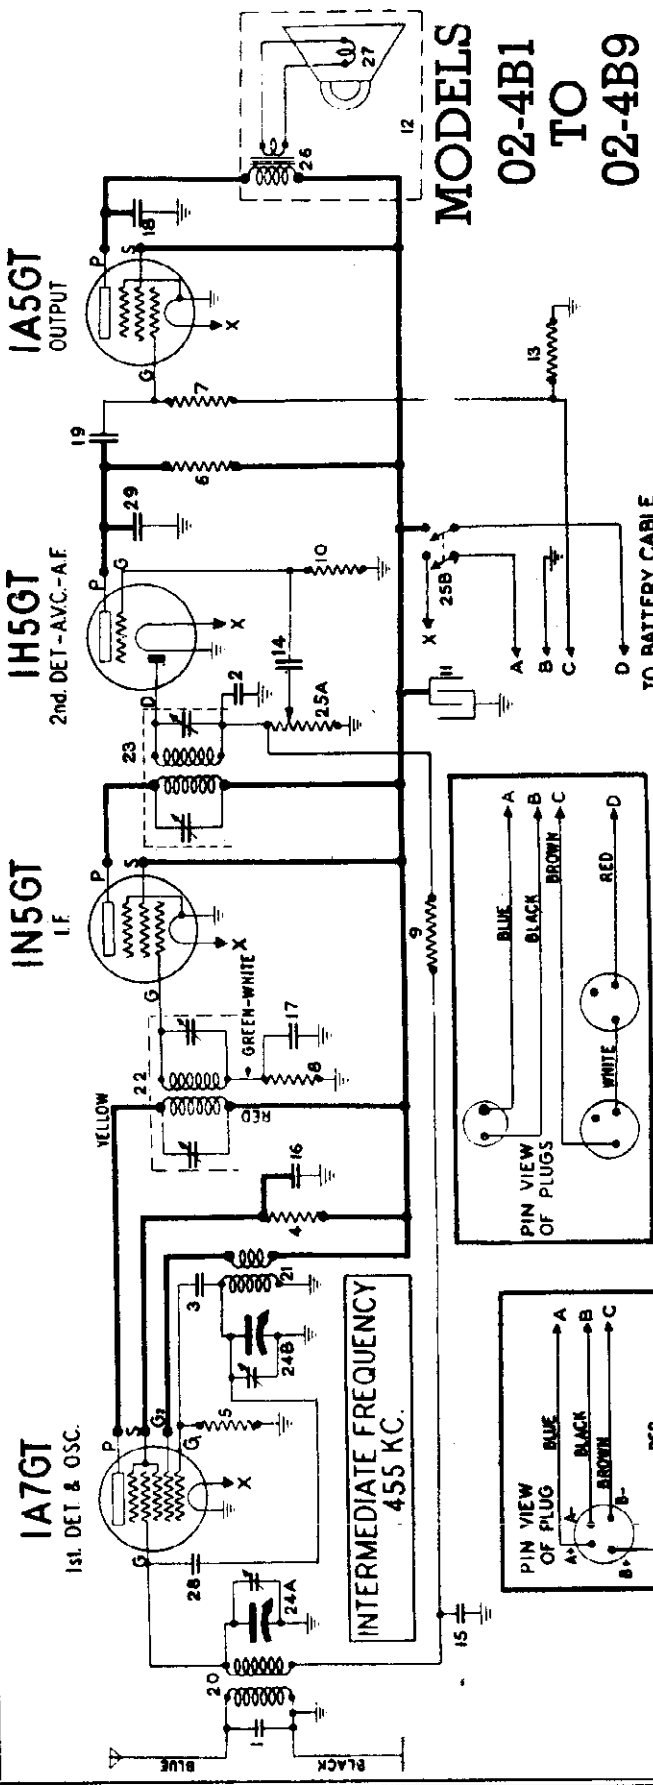 1A7GT
1st. DET. & OSC.
1N5GT
I.F.
1H5GT
2nd. DET-A.V.C.-A.F.
1A5GT
OUTPUT
BLUE
BLACK
1
20
G
28
24A
15
P
S
G2
G1
X
5
3
24B
21
INTERMEDIATE FREQUENCY
455 KC.
YELLOW
4
16
22
RED
GREEN-WHITE
8
17
G
P
S
X
9
23
D
2
25A
14
P
G
X
10
29
6
19
7
G
P
S
X
18
26
27
12
11
X
25B
13
A
B
C
D
TO BATTERY CABLE
MODELS
02-4B1
TO
02-4B9
PIN VIEW
OF PLUG
A+
A-
B+
B-
BLUE
A
BLACK
B
BROWN
C
PIN VIEW
OF PLUGS
BLUE
A
BLACK
B
BROWN
C
WHITE
RED
D